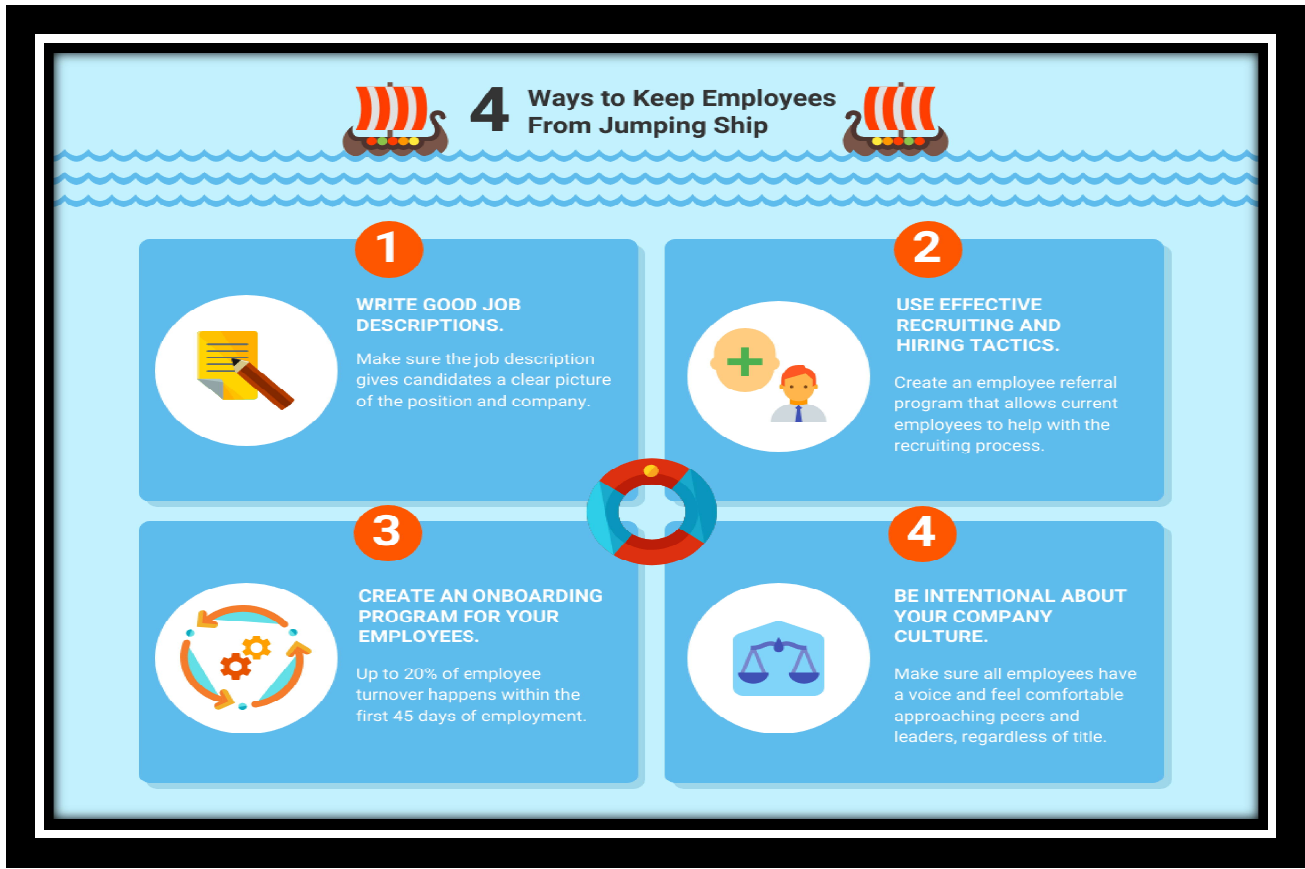 4
Ways to Keep Employees
From Jumping Ship
1
WRITE GOOD JOB
DESCRIPTIONS.
Make sure the job description
gives candidates a clear picture
of the position and company.
2
USE EFFECTIVE
RECRUITING AND
HIRING TACTICS.
Create an employee referral
program that allows current
employees to help with the
recruiting process.
3
CREATE AN ONBOARDING
PROGRAM FOR YOUR
EMPLOYEES.
Up to 20% of employee
turnover happens within the
first 45 days of employment.
4
BE INTENTIONAL ABOUT
YOUR COMPANY
CULTURE.
Make sure all employees have
a voice and feel comfortable
approaching peers and
leaders, regardless of title.